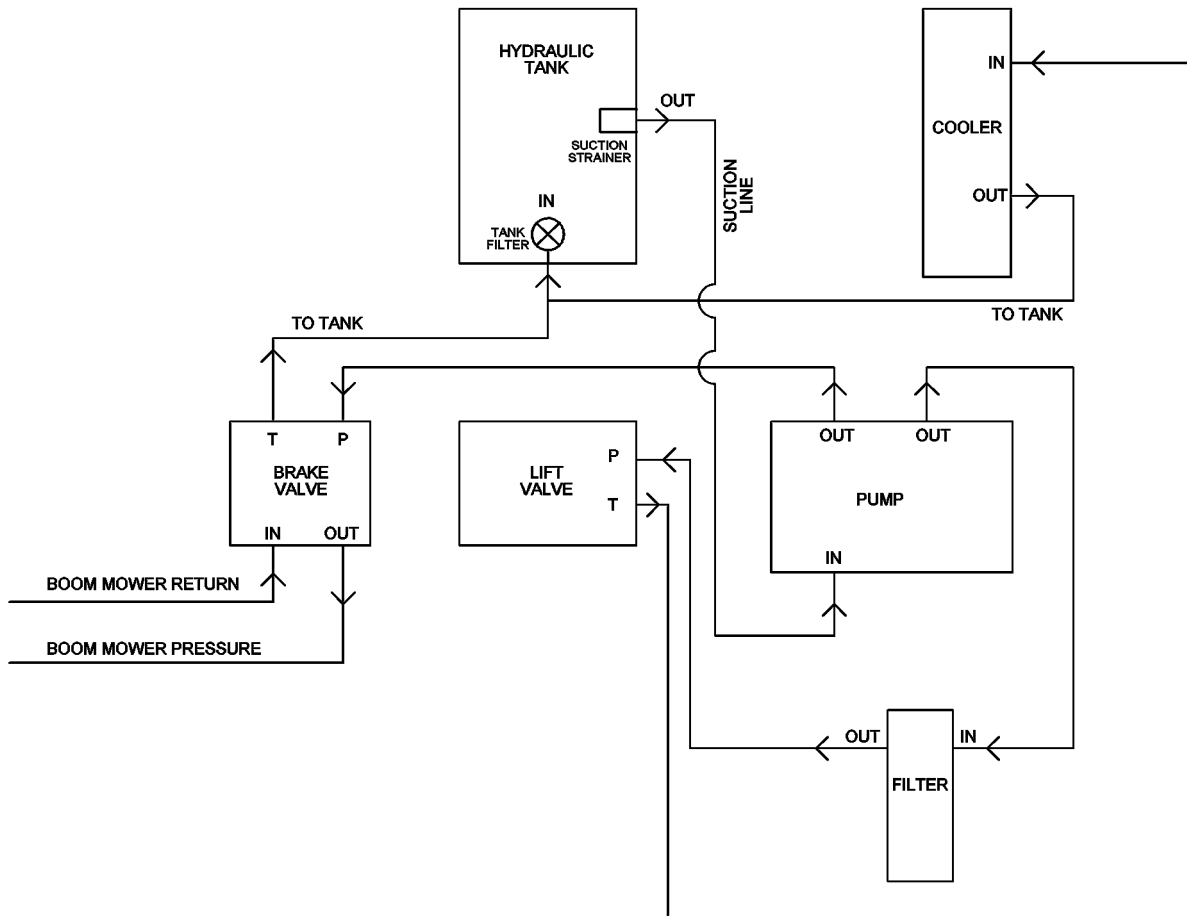 HYDRAULIC
TANK
OUT
SUCTION
STRAINER
IN
TANK
FILTER
SUCTION
LINE
IN
COOLER
OUT
TO TANK
TO TANK
T
P
BRAKE
VALVE
IN
OUT
P
LIFT
VALVE
T
OUT
OUT
PUMP
IN
BOOM MOWER RETURN
BOOM MOWER PRESSURE
OUT
IN
FILTER